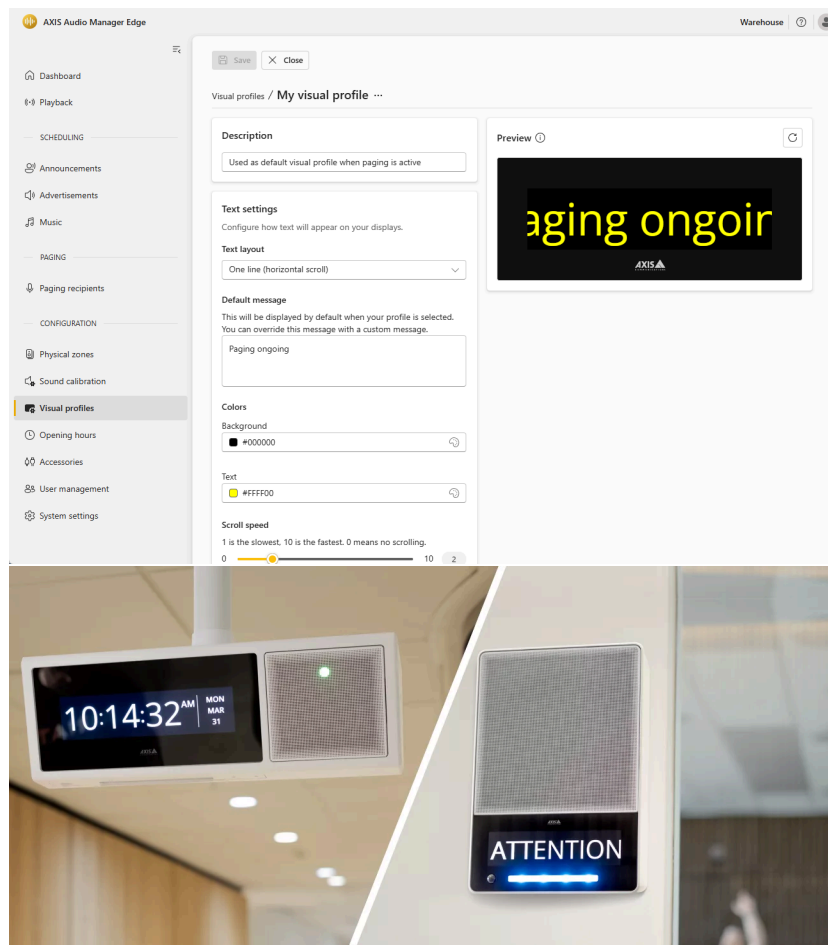 AXIS Audio Manager Edge
Warehouse
Dashboard
Playback
SCHEDULING
Announcements
Advertisements
Music
PAGING
Paging recipients
CONFIGURATION
Physical zones
Sound calibration
Visual profiles
Opening hours
Accessories
User management
System settings
Save
Close
Visual profiles / My visual profile ···
Description
Used as default visual profile when paging is active
Text settings
Configure how text will appear on your displays.
Text layout
One line (horizontal scroll)
Default message
This will be displayed by default when your profile is selected.
You can override this message with a custom message.
Paging ongoing
Colors
Background
#000000
Text
#FFFF00
Scroll speed
1 is the slowest, 10 is the fastest. 0 means no scrolling.
0 10 2
Preview
aging ongoin
AXIS
COMMUNICATIONS
10:14:32 AM
MON
MAR
31
AXIS
AXIS
ATTENTION